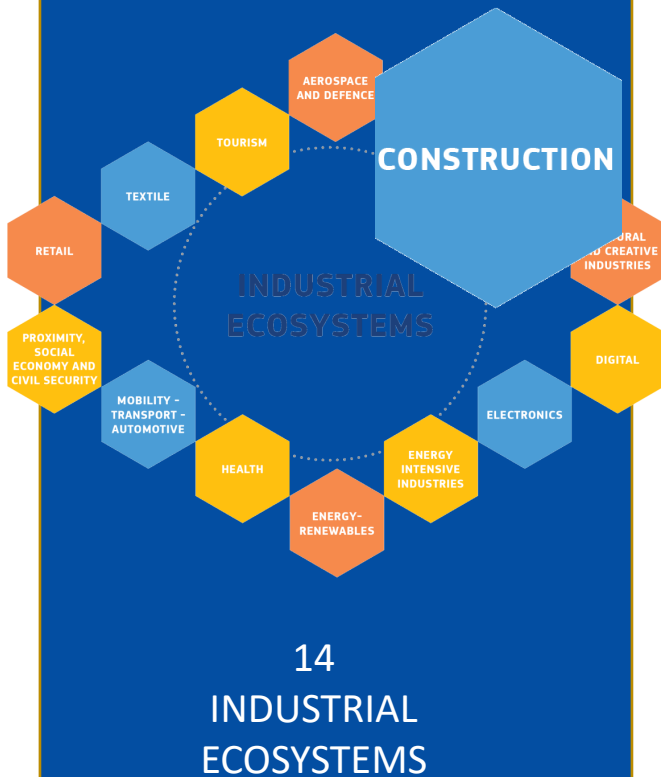 AEROSPACE
AND DEFENCE
CONSTRUCTION
TOURISM
TEXTILE
RETAIL
CREATIVE
INDUSTRIES
INDUSTRIAL
ECOSYSTEMS
PROXIMITY,
SOCIAL
ECONOMY AND
CIVIL SECURITY
DIGITAL
MOBILITY -
TRANSPORT -
AUTOMOTIVE
ELECTRONICS
HEALTH
ENERGY
INTENSIVE
INDUSTRIES
ENERGY-
RENEWABLES
14
INDUSTRIAL
ECOSYSTEMS